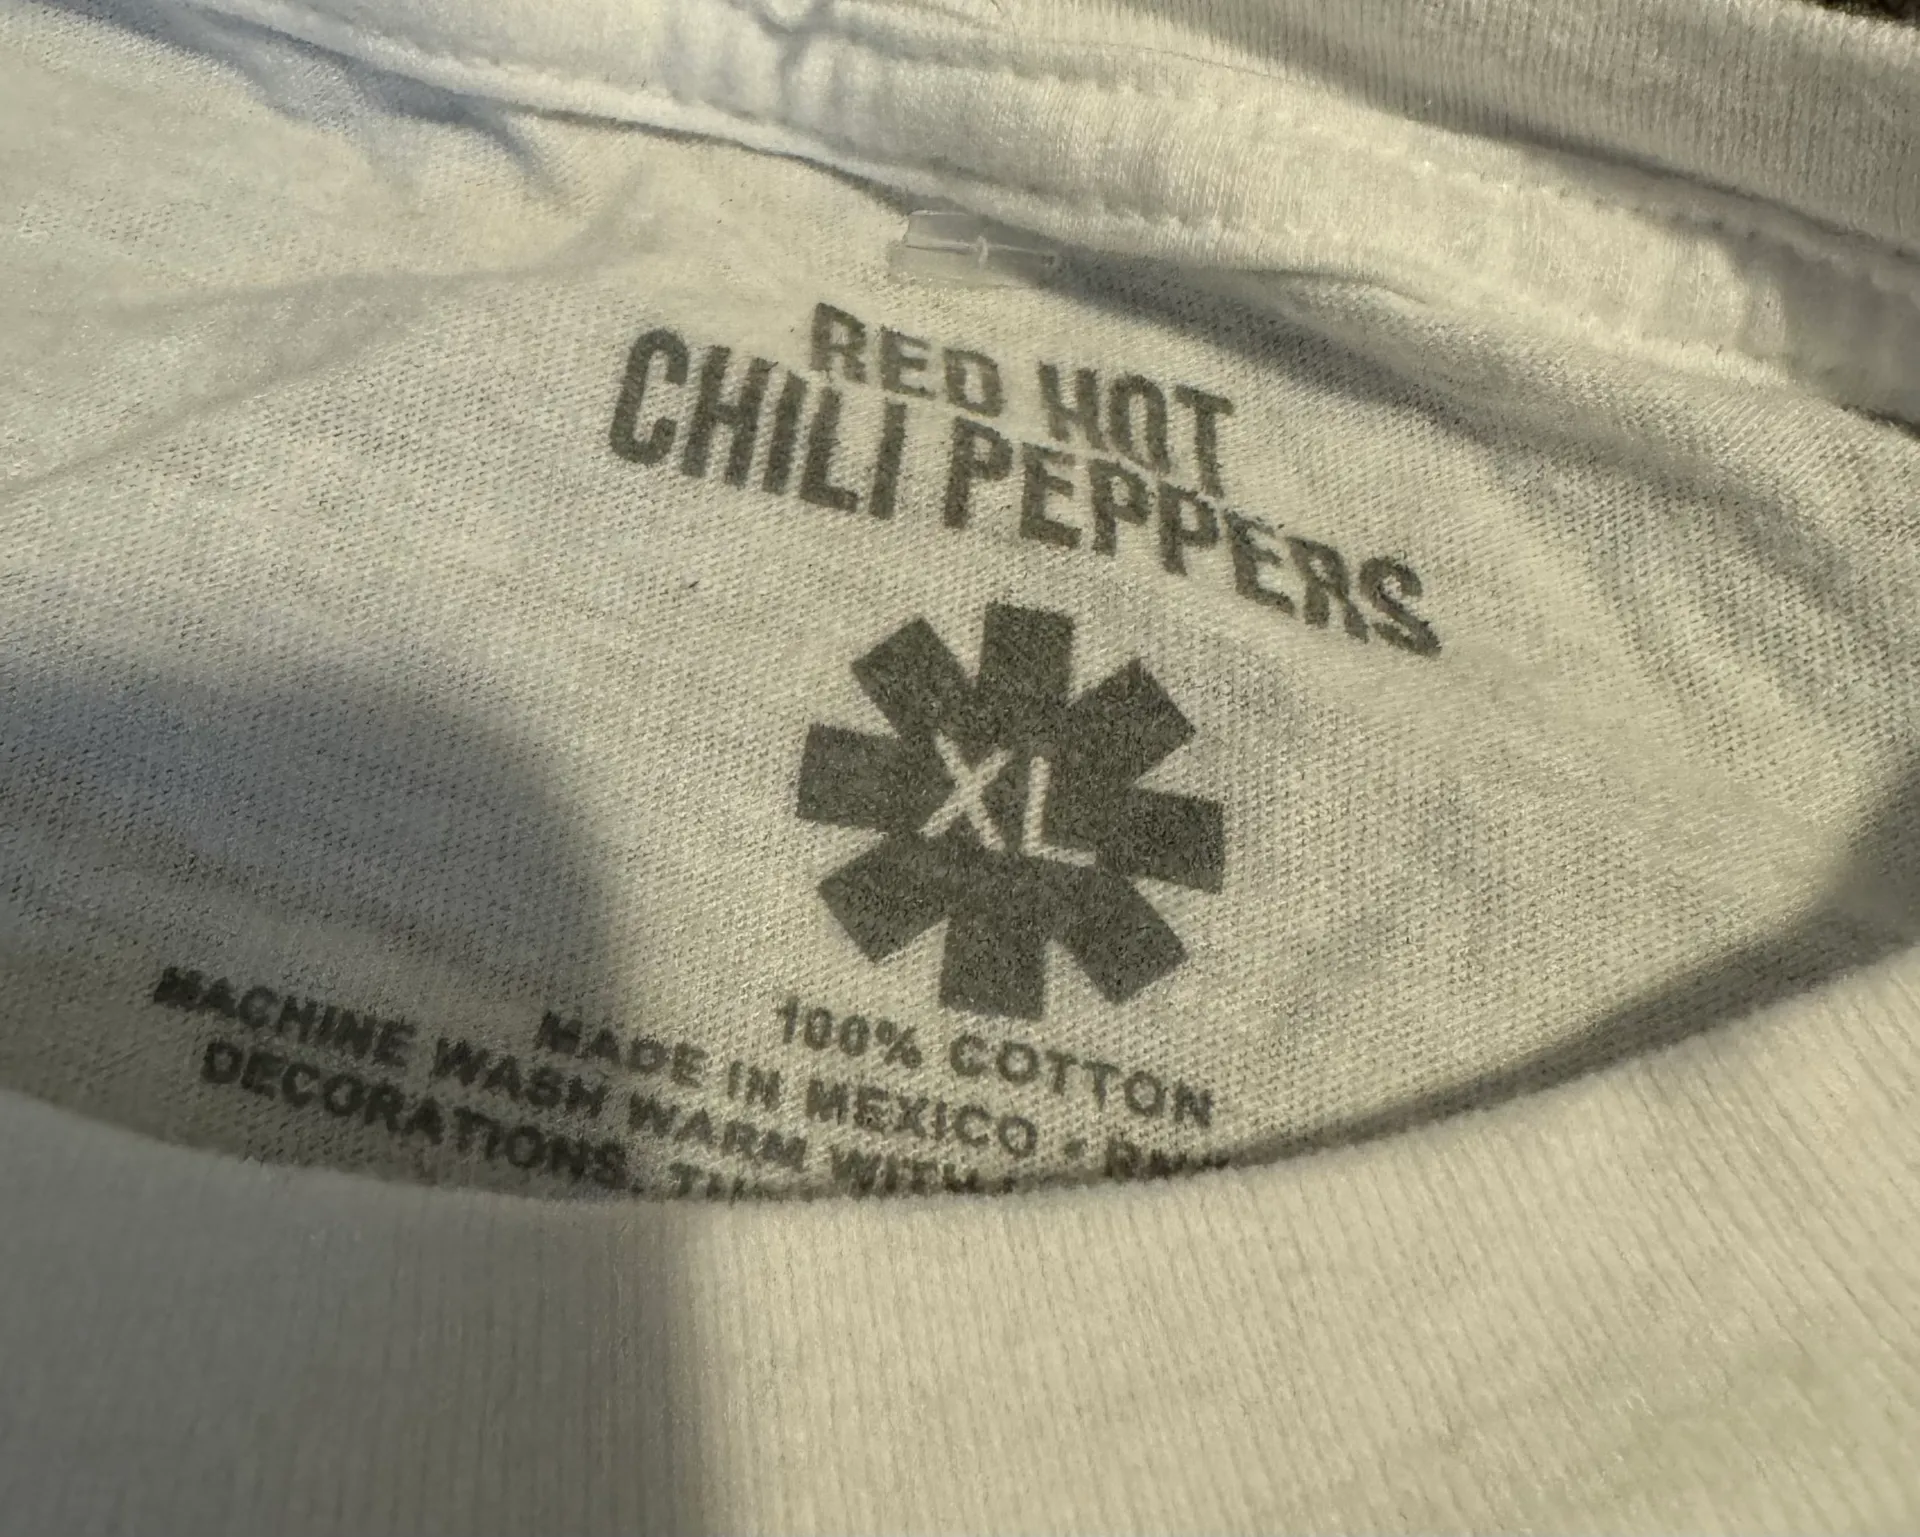 RED HOT
CHILI PEPPERS
XL
100% COTTON
MADE IN MEXICO •
MACHINE WASH WARM WITH
DECORATIONS.